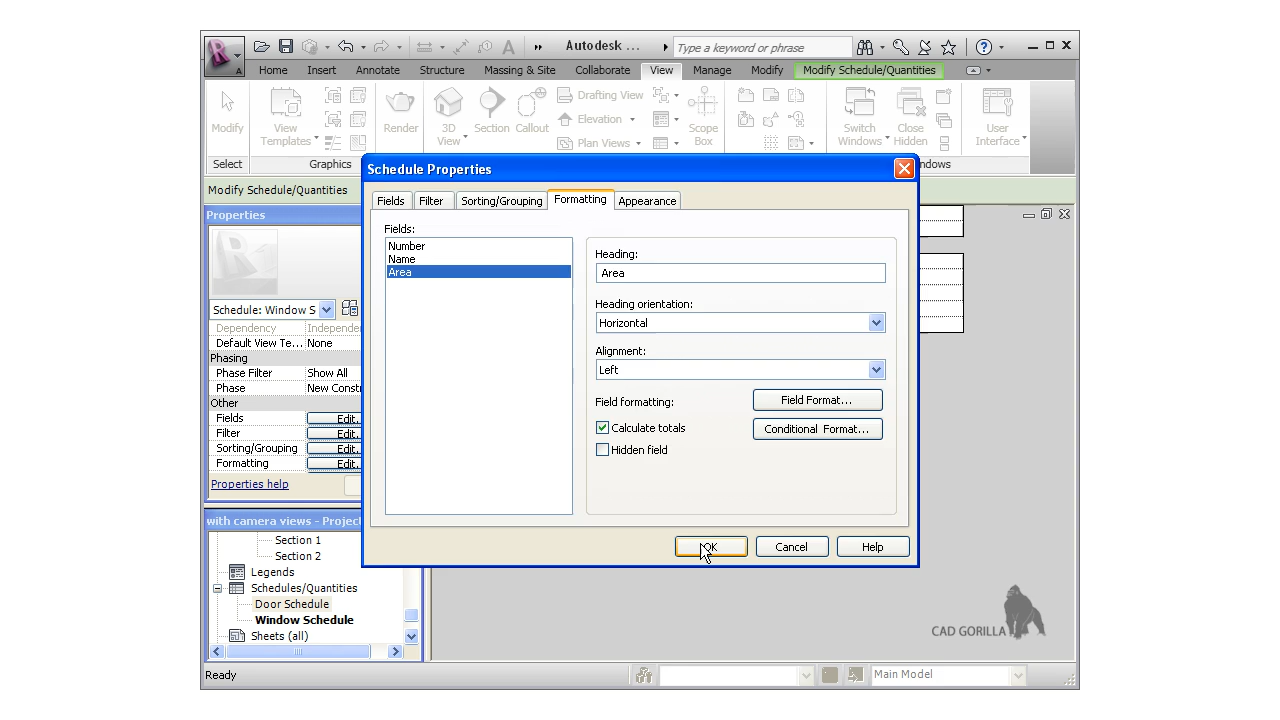 Autodesk ...
Type a keyword or phrase
Home Insert Annotate Structure Massing & Site Collaborate View Manage Modify Modify Schedule/Quantities
Modify
View
Templates
Render
3D
View
Section
Callout
Drafting View
Elevation
Plan Views
Scope
Box
Switch
Windows
Close
Hidden
User
Interface
Select
Graphics
Modify Schedule/Quantities
Schedule Properties
Fields Filter Sorting/Grouping Formatting Appearance
Fields:
Number
Name
Area
Heading:
Area
Heading orientation:
Horizontal
Alignment:
Left
Field formatting:
Field Format...
Calculate totals
Conditional Format...
Hidden field
OK Cancel Help
Properties
Schedule: Window S
Dependency Independe
Default View Te... None
Phasing
Phase Filter Show All
Phase New Constr
Other
Fields Edit.
Filter Edit.
Sorting/Grouping Edit.
Formatting Edit.
Properties help
with camera views - Projec
Section 1
Section 2
Legends
Schedules/Quantities
Door Schedule
Window Schedule
Sheets (all)
CAD GORILLA
Ready
Main Model